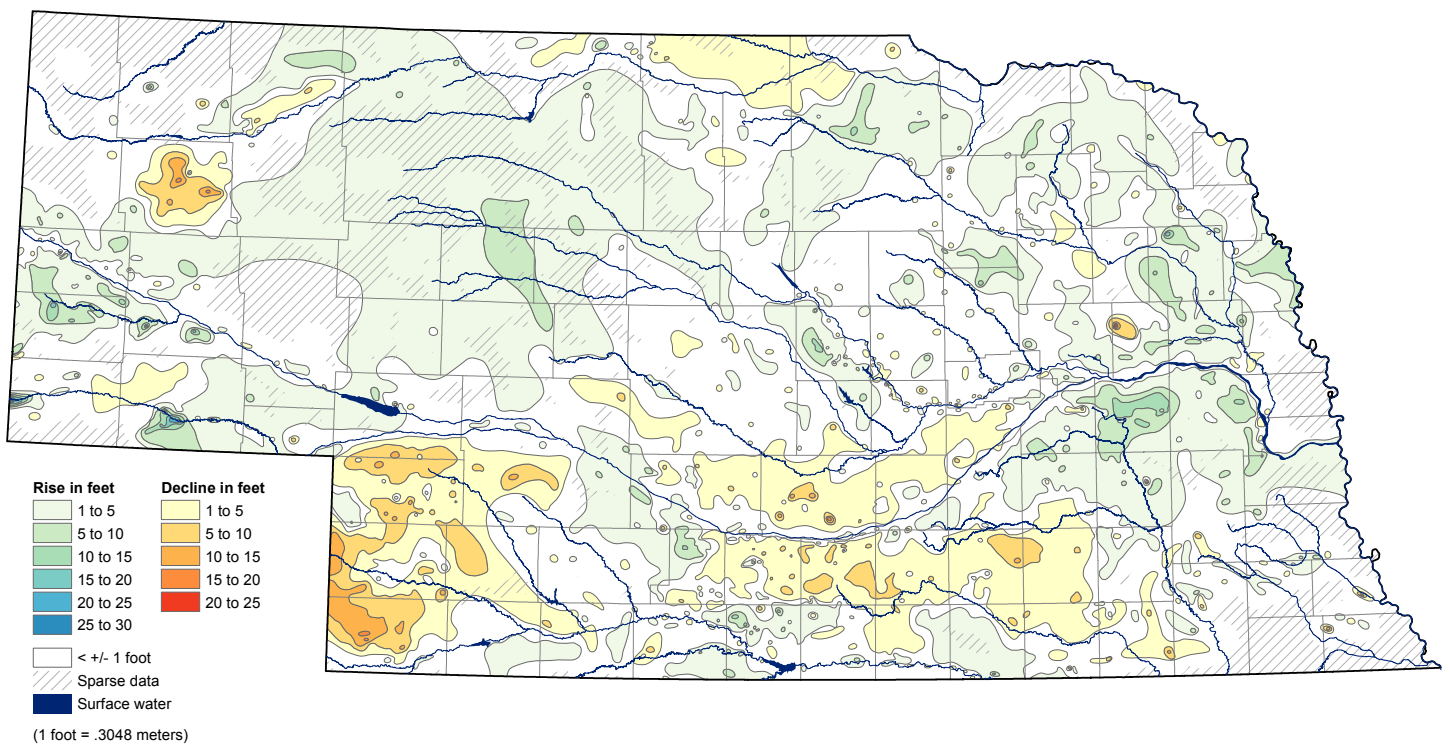 Rise in feet
1 to 5
5 to 10
10 to 15
15 to 20
20 to 25
25 to 30
Decline in feet
1 to 5
5 to 10
10 to 15
15 to 20
20 to 25
< +/- 1 foot
Sparse data
Surface water
(1 foot = .3048 meters)